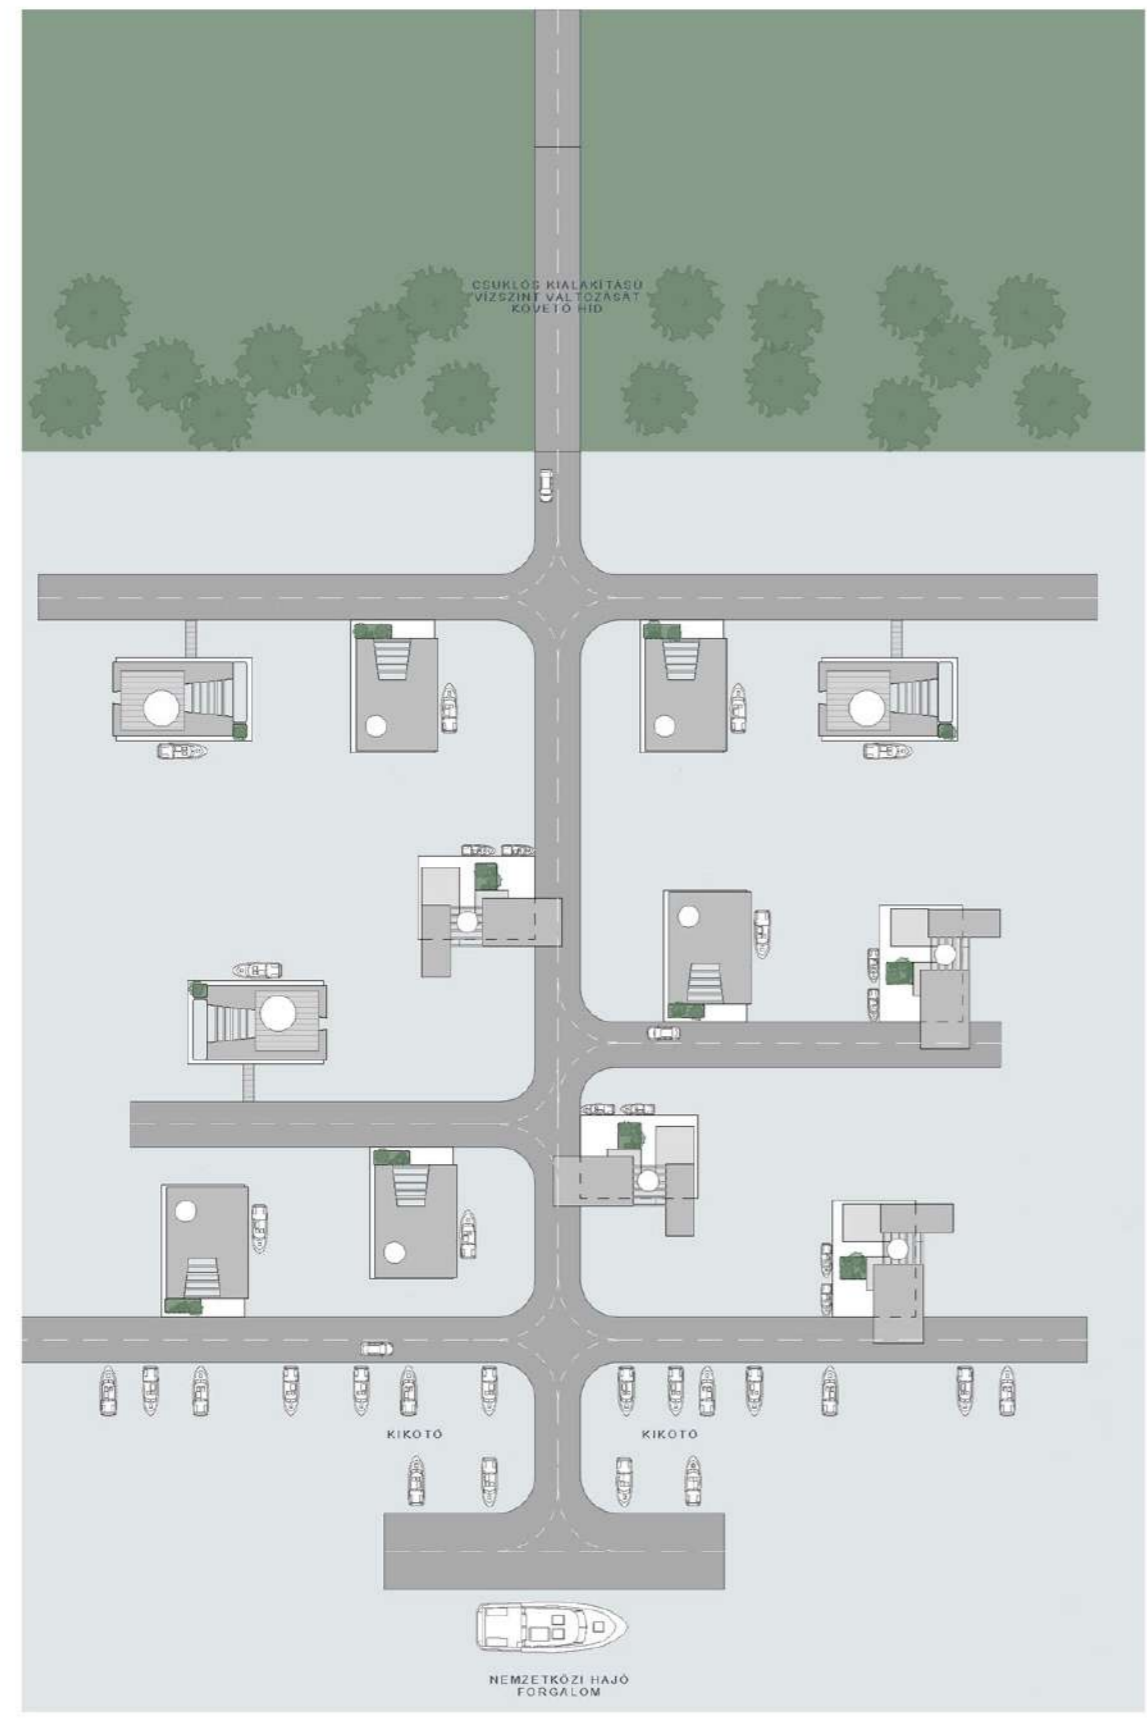 CSUKLÓS KIALAKÍTÁSÚ
VÍZSZINT VÁLTOZÁSÁT
KÖVETŐ HÍD
KIKÖTŐ
KIKÖTŐ
NEMZETKÖZI HAJÓ
FORGALOM